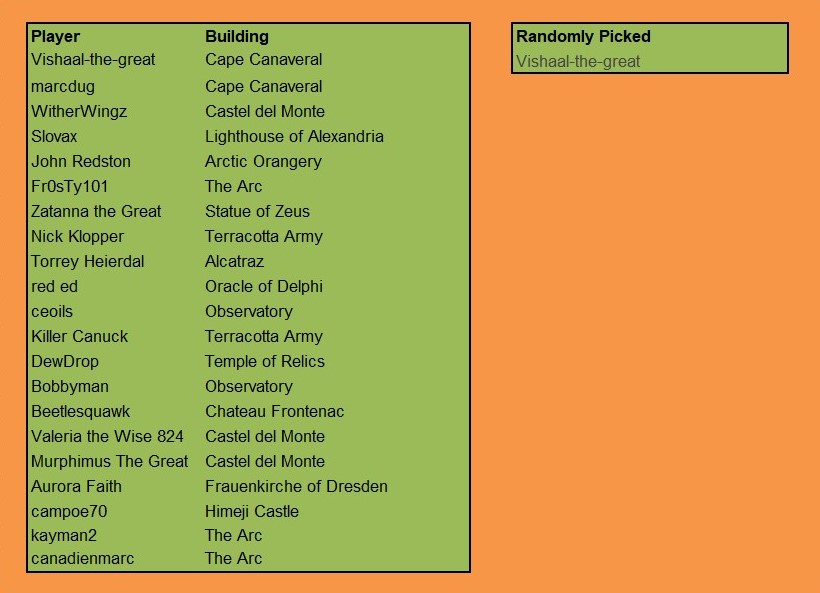 Player Building
Vishaal-the-great Cape Canaveral
marcdug Cape Canaveral
WitherWingz Castel del Monte
Slovax Lighthouse of Alexandria
John Redston Arctic Orangery
Fr0sTy101 The Arc
Zatanna the Great Statue of Zeus
Nick Klopper Terracotta Army
Torrey Heierdal Alcatraz
red ed Oracle of Delphi
ceoils Observatory
Killer Canuck Terracotta Army
DewDrop Temple of Relics
Bobbyman Observatory
Beetlesquawk Chateau Frontenac
Valeria the Wise 824 Castel del Monte
Murphimus The Great Castel del Monte
Aurora Faith Frauenkirche of Dresden
campoe70 Himeji Castle
kayman2 The Arc
canadienmarc The Arc
Randomly Picked
Vishaal-the-great